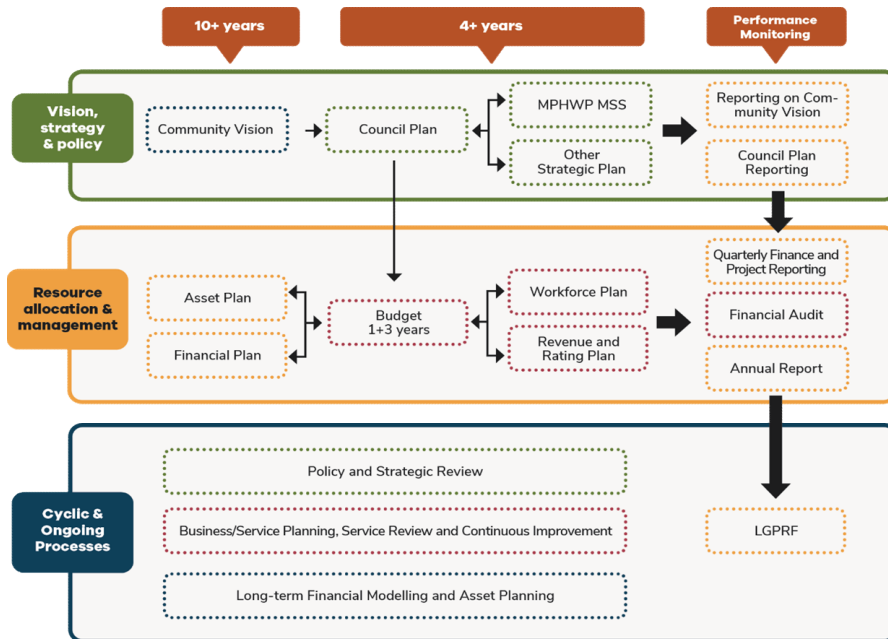 10+ years
4+ years
Performance
Monitoring
Vision,
strategy
& policy
Community Vision
Council Plan
MPHWP MSS
Other
Strategic Plan
Reporting on Com-
munity Vision
Council Plan
Reporting
Resource
allocation &
management
Asset Plan
Financial Plan
Budget
1+3 years
Workforce Plan
Revenue and
Rating Plan
Quarterly Finance and
Project Reporting
Financial Audit
Annual Report
Cyclic &
Ongoing
Processes
Policy and Strategic Review
Business/Service Planning, Service Review and Continuous Improvement
Long-term Financial Modelling and Asset Planning
LGPRF